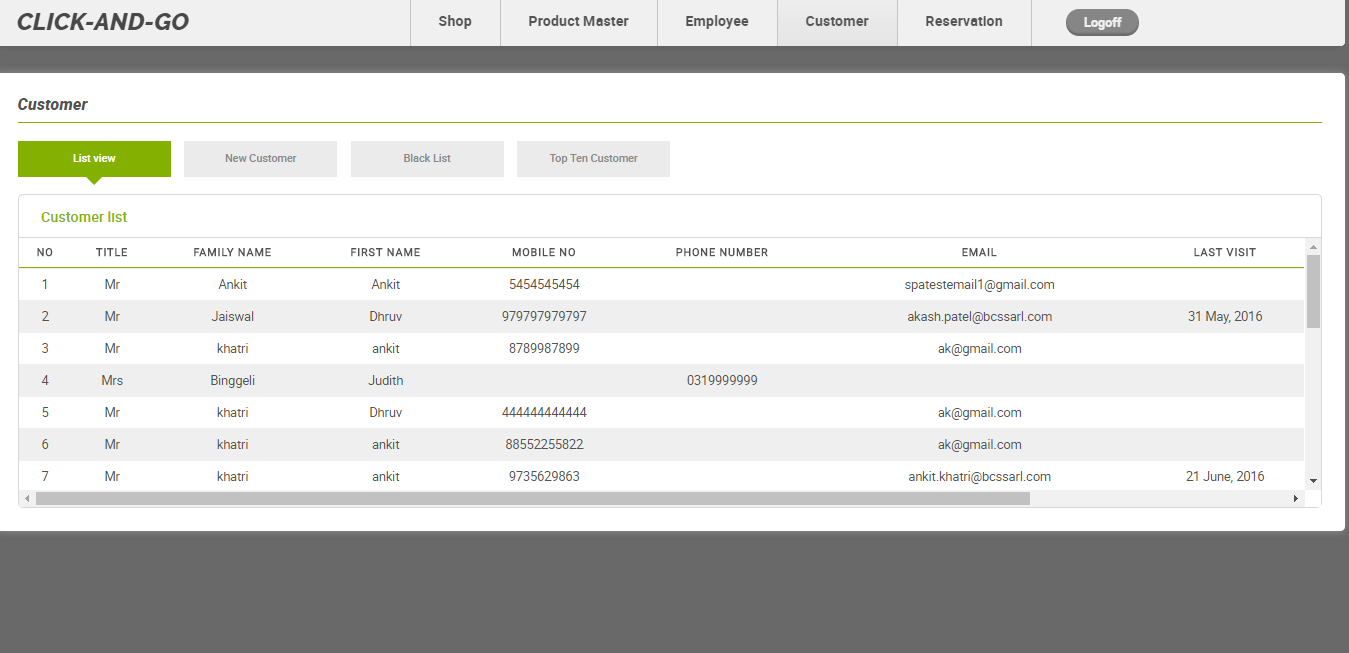 CLICK-AND-GO Shop Product Master Employee Customer Reservation Logoff
Customer
List view New Customer Black List Top Ten Customer
Customer list
NO TITLE FAMILY NAME FIRST NAME MOBILE NO PHONE NUMBER EMAIL LAST VISIT
1 Mr Ankit Ankit 5454545454 spatestemail1@gmail.com
2 Mr Jaiswal Dhruv 979797979797 akash.patel@bcssarl.com 31 May, 2016
3 Mr khatri ankit 8789987899 ak@gmail.com
4 Mrs Binggeli Judith 0319999999
5 Mr khatri Dhruv 444444444444 ak@gmail.com
6 Mr khatri ankit 88552255822 ak@gmail.com
7 Mr khatri ankit 9735629863 ankit.khatri@bcssarl.com 21 June, 2016